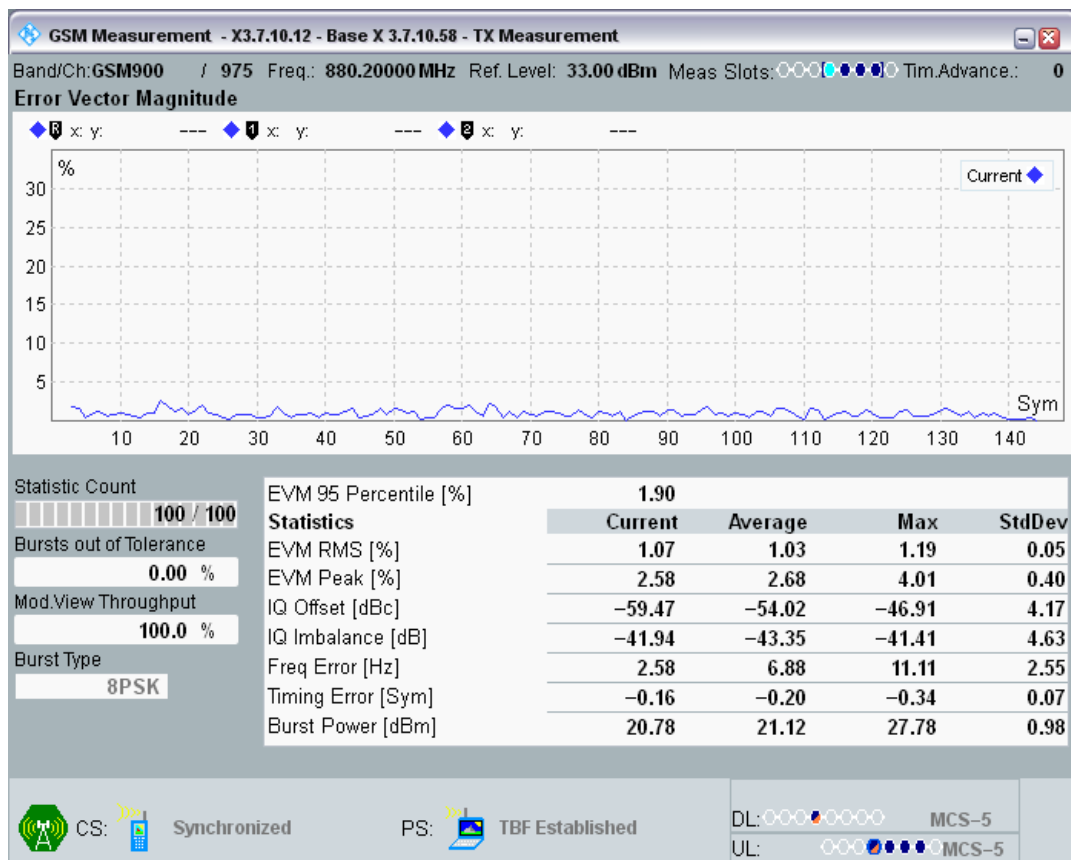 GSM Measurement - X3.7.10.12 - Base X 3.7.10.58 - TX Measurement
Band/Ch:GSM900 / 975 Freq.: 880.20000 MHz Ref. Level: 33.00 dBm Meas Slots: Tim.Advance.: 0
Error Vector Magnitude
R x: y: --- 1 x: y: --- 2 x: y: ---
%
Current
30
25
20
15
10
5
Sym
10 20 30 40 50 60 70 80 90 100 110 120 130 140
Statistic Count
100 / 100
Bursts out of Tolerance
0.00 %
Mod.View Throughput
100.0 %
Burst Type
8PSK
EVM 95 Percentile [%] 1.90
Statistics Current Average Max StdDev
EVM RMS [%] 1.07 1.03 1.19 0.05
EVM Peak [%] 2.58 2.68 4.01 0.40
IQ Offset [dBc] −59.47 −54.02 −46.91 4.17
IQ Imbalance [dB] −41.94 −43.35 −41.41 4.63
Freq Error [Hz] 2.58 6.88 11.11 2.55
Timing Error [Sym] −0.16 −0.20 −0.34 0.07
Burst Power [dBm] 20.78 21.12 27.78 0.98
CS: Synchronized PS: TBF Established
DL: MCS−5
UL: MCS−5